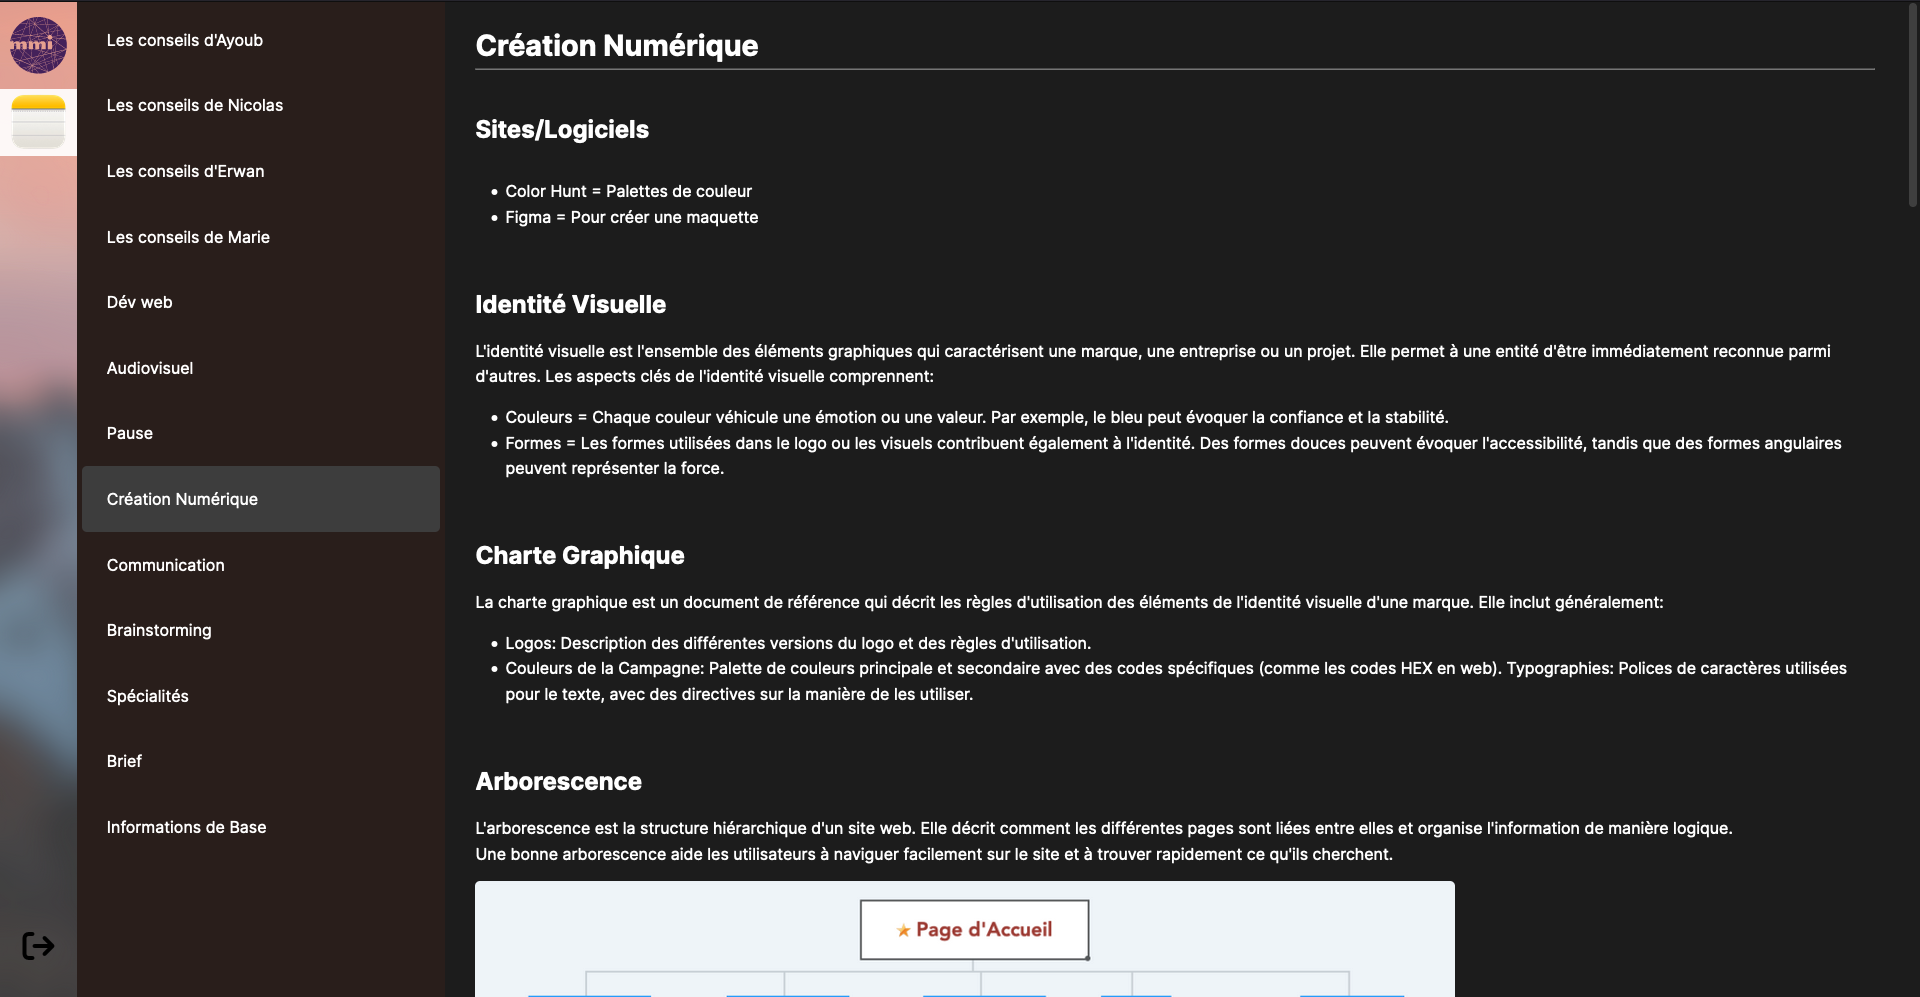 mmi
Les conseils d'Ayoub
Les conseils de Nicolas
Les conseils d'Erwan
Les conseils de Marie
Dév web
Audiovisuel
Pause
Création Numérique
Communication
Brainstorming
Spécialités
Brief
Informations de Base
Création Numérique
Sites/Logiciels
• Color Hunt = Palettes de couleur
• Figma = Pour créer une maquette
Identité Visuelle
L'identité visuelle est l'ensemble des éléments graphiques qui caractérisent une marque, une entreprise ou un projet. Elle permet à une entité d'être immédiatement reconnue parmi
d'autres. Les aspects clés de l'identité visuelle comprennent:
• Couleurs = Chaque couleur véhicule une émotion ou une valeur. Par exemple, le bleu peut évoquer la confiance et la stabilité.
• Formes = Les formes utilisées dans le logo ou les visuels contribuent également à l'identité. Des formes douces peuvent évoquer l'accessibilité, tandis que des formes angulaires
peuvent représenter la force.
Charte Graphique
La charte graphique est un document de référence qui décrit les règles d'utilisation des éléments de l'identité visuelle d'une marque. Elle inclut généralement:
• Logos: Description des différentes versions du logo et des règles d'utilisation.
• Couleurs de la Campagne: Palette de couleurs principale et secondaire avec des codes spécifiques (comme les codes HEX en web). Typographies: Polices de caractères utilisées
pour le texte, avec des directives sur la manière de les utiliser.
Arborescence
L'arborescence est la structure hiérarchique d'un site web. Elle décrit comment les différentes pages sont liées entre elles et organise l'information de manière logique.
Une bonne arborescence aide les utilisateurs à naviguer facilement sur le site et à trouver rapidement ce qu'ils cherchent.
Page d'Accueil